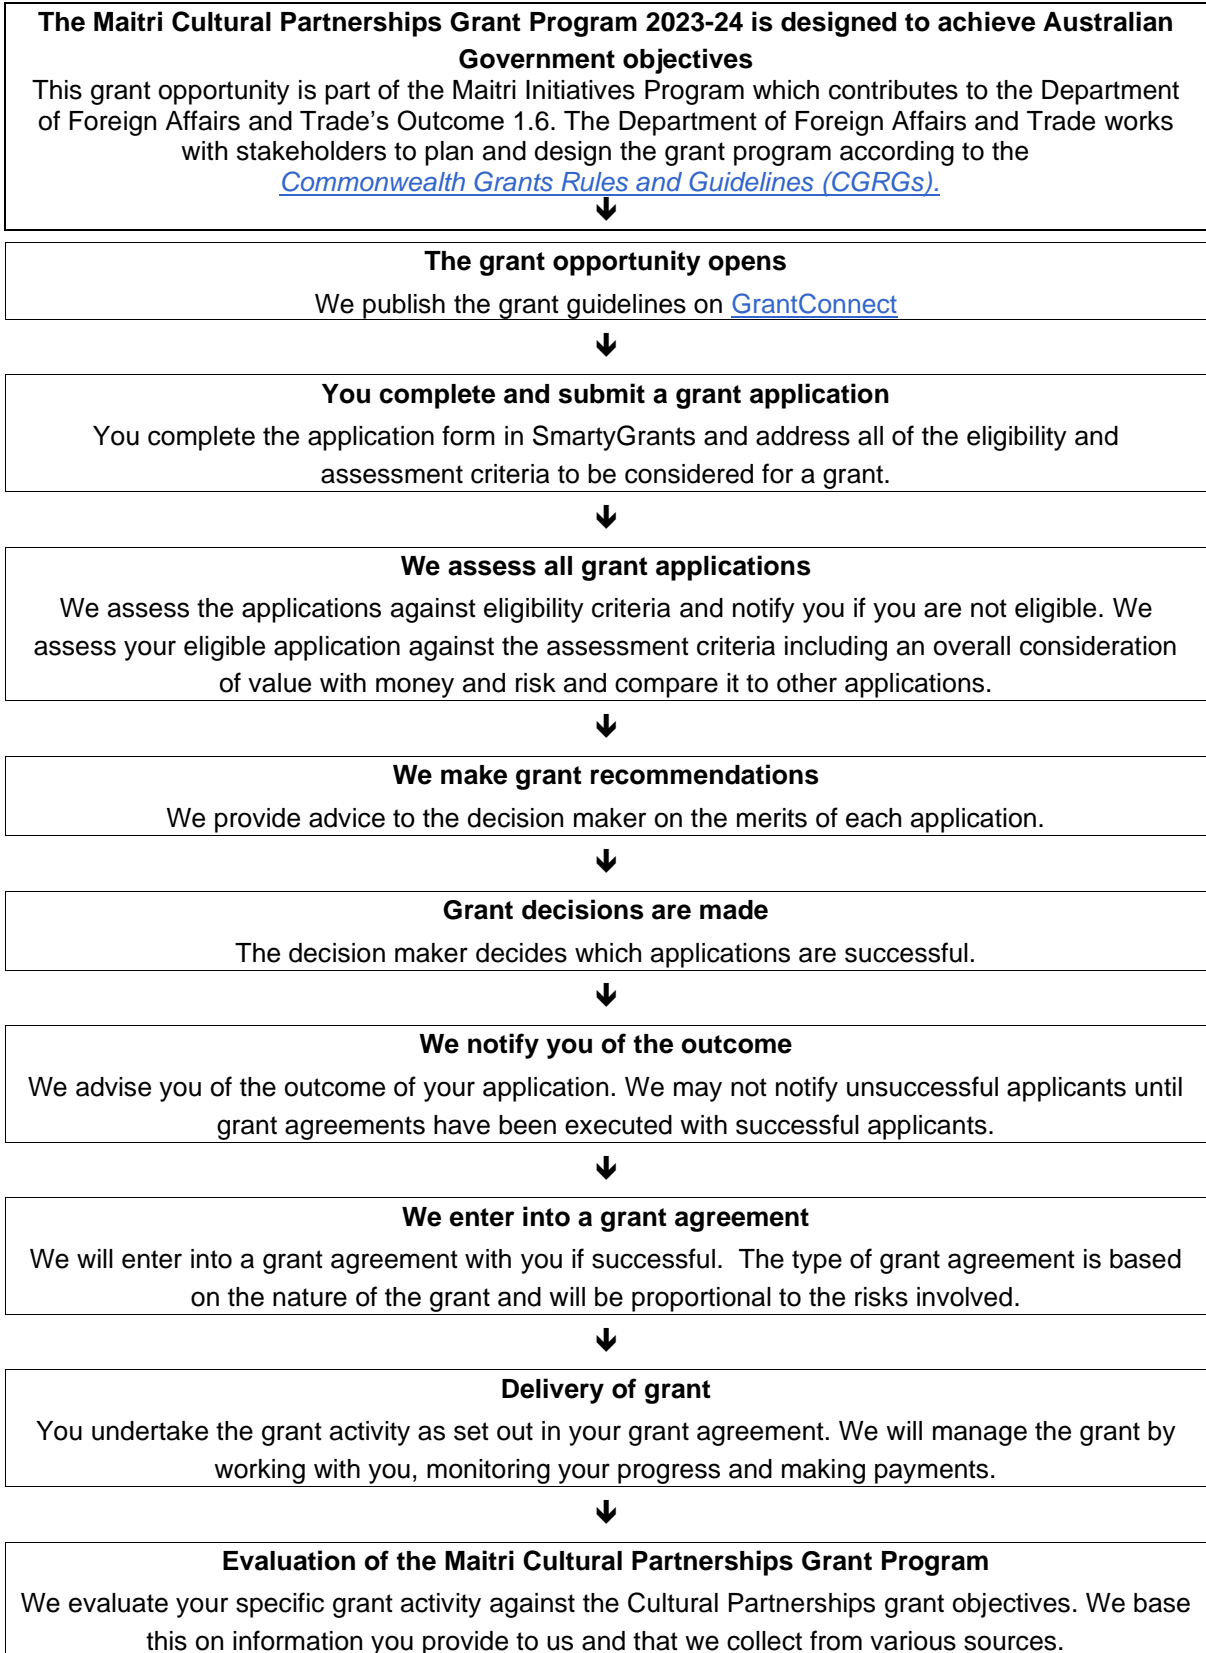 The Maitri Cultural Partnerships Grant Program 2023-24 is designed to achieve Australian
Government objectives
This grant opportunity is part of the Maitri Initiatives Program which contributes to the Department
of Foreign Affairs and Trade's Outcome 1.6. The Department of Foreign Affairs and Trade works
with stakeholders to plan and design the grant program according to the
Commonwealth Grants Rules and Guidelines (CGRGs).
The grant opportunity opens
We publish the grant guidelines on GrantConnect
You complete and submit a grant application
You complete the application form in SmartyGrants and address all of the eligibility and
assessment criteria to be considered for a grant.
We assess all grant applications
We assess the applications against eligibility criteria and notify you if you are not eligible. We
assess your eligible application against the assessment criteria including an overall consideration
of value with money and risk and compare it to other applications.
We make grant recommendations
We provide advice to the decision maker on the merits of each application.
Grant decisions are made
The decision maker decides which applications are successful.
We notify you of the outcome
We advise you of the outcome of your application. We may not notify unsuccessful applicants until
grant agreements have been executed with successful applicants.
We enter into a grant agreement
We will enter into a grant agreement with you if successful.  The type of grant agreement is based
on the nature of the grant and will be proportional to the risks involved.
Delivery of grant
You undertake the grant activity as set out in your grant agreement. We will manage the grant by
working with you, monitoring your progress and making payments.
Evaluation of the Maitri Cultural Partnerships Grant Program
We evaluate your specific grant activity against the Cultural Partnerships grant objectives. We base
this on information you provide to us and that we collect from various sources.